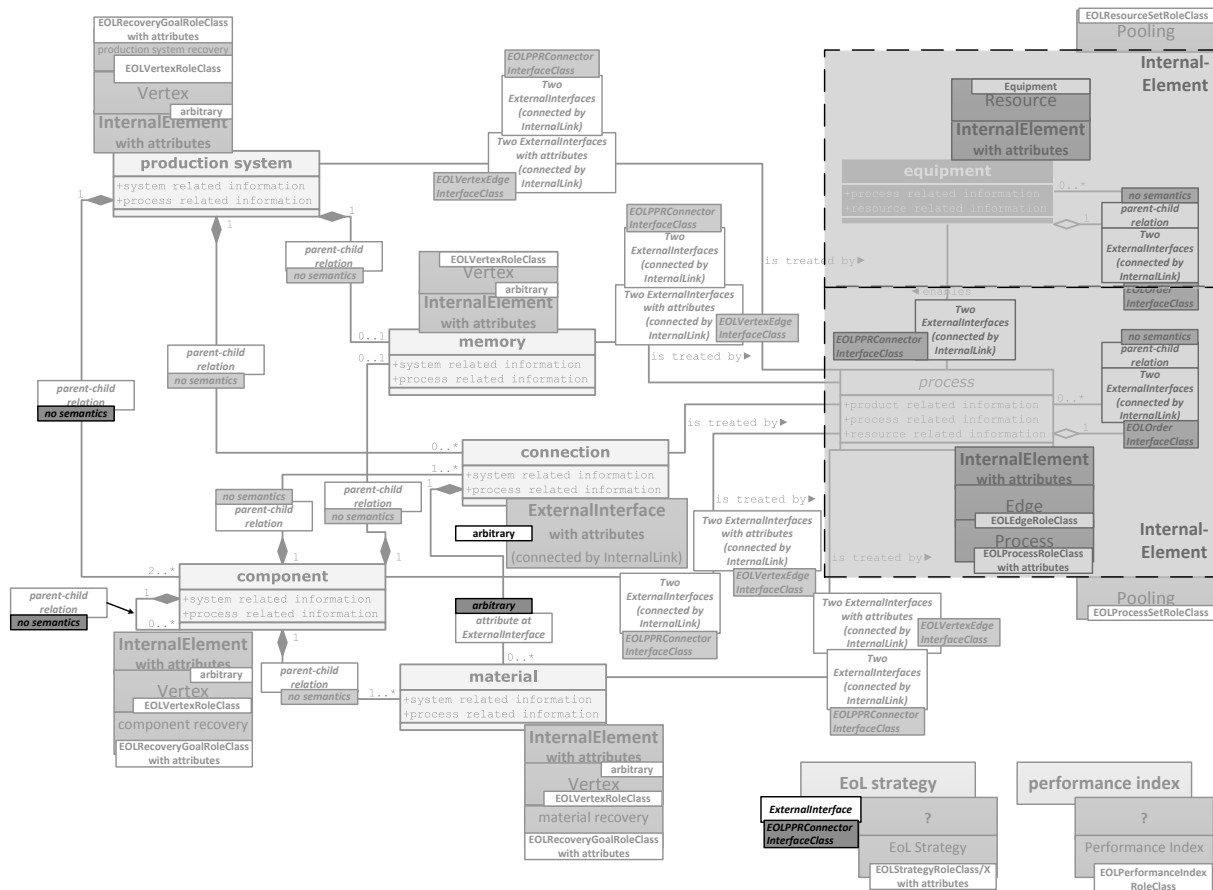 EOLRecoveryGoalRoleClass
with attributes
production system recovery
EOLVertexRoleClass
Vertex
arbitrary
InternalElement
with attributes
production system
+system related information
+process related information
1
1
1
EOLPPRConnector
InterfaceClass
Two
ExternalInterfaces
(connected by
InternalLink)
Two ExternalInterfaces
with attributes
(connected by
InternalLink)
EOLVertexEdge
InterfaceClass
EOLResourceSetRoleClass
Pooling
Internal-
Element
Equipment
Resource
InternalElement
with attributes
equipment
+process related information
+resource related information
0..*
1
no semantics
parent-child
relation
Two
ExternalInterfaces
(connected by
InternalLink)
EOLOrder
InterfaceClass
parent-child
relation
no semantics
EOLVertexRoleClass
Vertex
arbitrary
InternalElement
with attributes
0..1
memory
0..1
+system related information
+process related information
EOLPPRConnector
InterfaceClass
Two
ExternalInterfaces
(connected by
InternalLink)
Two ExternalInterfaces
with attributes
(connected by
InternalLink)
EOLVertexEdge
InterfaceClass
is treated by►
is treated by►
◄ enables
Two
ExternalInterfaces
(connected by
InternalLink)
EOLPPRConnector
InterfaceClass
no semantics
parent-child
relation
Two
ExternalInterfaces
(connected by
InternalLink)
EOLOrder
InterfaceClass
process
+product related information
+process related information
+resource related information
0..*
1
parent-child
relation
no semantics
parent-child
relation
no semantics
0..*
1..*
connection
+system related information
+process related information
1
is treated by►
ExternalInterface
with attributes
(connected by InternalLink)
arbitrary
InternalElement
with attributes
Edge
EOLEdgeRoleClass
Process
EOLProcessRoleClass
with attributes
Internal-
Element
no semantics
parent-child
relation
parent-child
relation
no semantics
is treated by►
Two ExternalInterfaces
with attributes
(connected by
InternalLink)
EOLVertexEdge
InterfaceClass
is treated by►
1
1
2..*
component
+system related information
+process related information
1
0..*
1
parent-child
relation
no semantics
arbitrary
attribute at
ExternalInterface
Two
ExternalInterfaces
(connected by
InternalLink)
EOLPPRConnector
InterfaceClass
Pooling
EOLProcessSetRoleClass
InternalElement
with attributes
arbitrary
Vertex
EOLVertexRoleClass
component recovery
EOLRecoveryGoalRoleClass
with attributes
parent-child
relation
no semantics
1..*
0..*
material
+system related information
+process related information
Two ExternalInterfaces
with attributes
(connected by
InternalLink)
EOLVertexEdge
InterfaceClass
Two
ExternalInterfaces
(connected by
InternalLink)
EOLPPRConnector
InterfaceClass
InternalElement
with attributes
arbitrary
Vertex
EOLVertexRoleClass
material recovery
EOLRecoveryGoalRoleClass
with attributes
EoL strategy
ExternalInterface
EOLPPRConnector
InterfaceClass
?
EoL Strategy
EOLStrategyRoleClass/X
with attributes
performance index
?
Performance Index
EOLPerformanceIndex
RoleClass